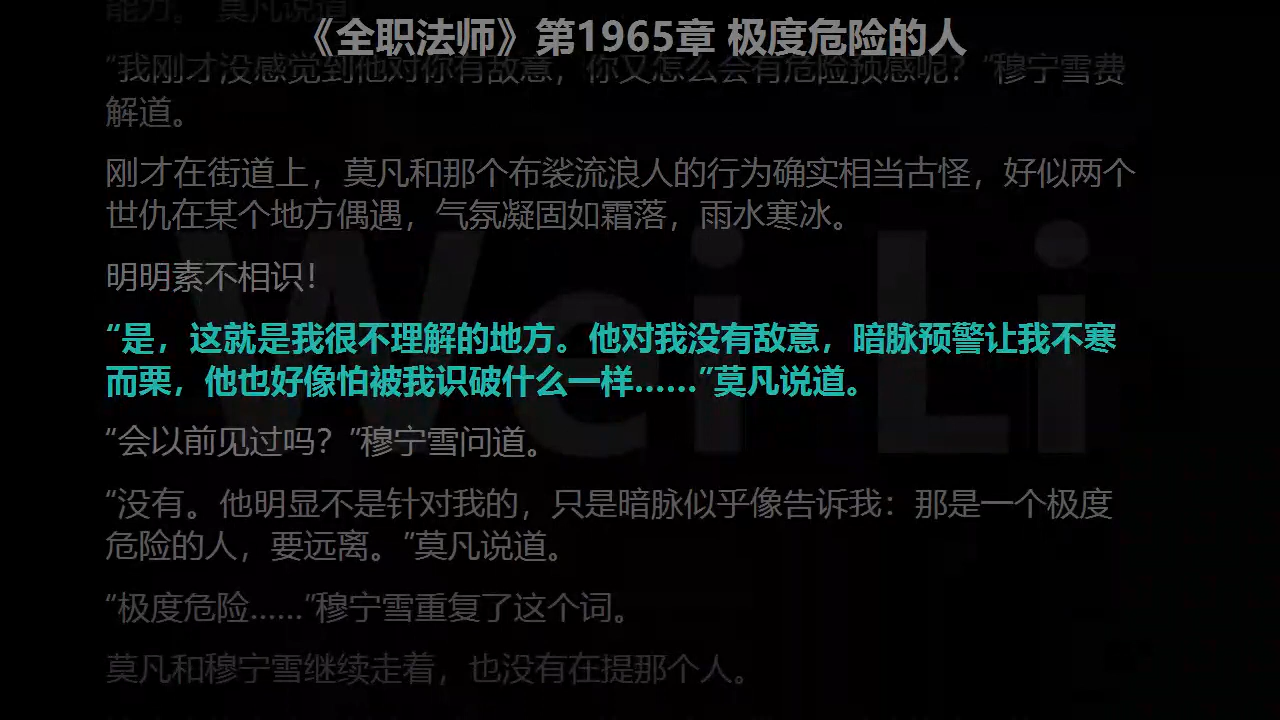 能力。”莫凡说道。
《全职法师》第1965章 极度危险的人
“我刚才没感觉到他对你有敌意，你又怎么会有危险预感呢？”穆宁雪费
解道。
刚才在街道上，莫凡和那个布裟流浪人的行为确实相当古怪，好似两个
世仇在某个地方偶遇，气氛凝固如霜落，雨水寒冰。
明明素不相识！
“是，这就是我很不理解的地方。他对我没有敌意，暗脉预警让我不寒
而栗，他也好像怕被我识破什么一样……”莫凡说道。
“会以前见过吗？”穆宁雪问道。
“没有。他明显不是针对我的，只是暗脉似乎像告诉我：那是一个极度
危险的人，要远离。”莫凡说道。
“极度危险……”穆宁雪重复了这个词。
莫凡和穆宁雪继续走着，也没有在提那个人。
Wei Li